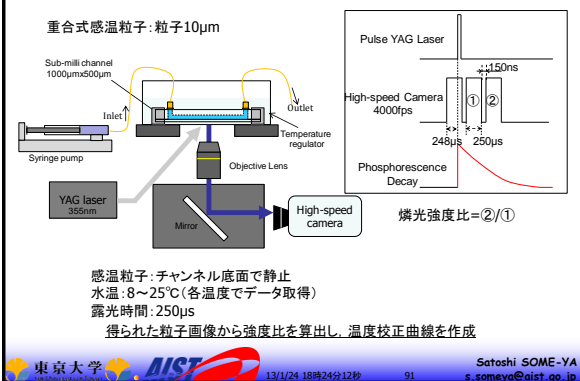 重合式感温粒子:粒子10μm
Sub-milli channel
1000μmx500μm
Inlet
Outlet
Temperature
regulator
Syringe pump
Objective Lens
YAG laser
355nm
Mirror
High-speed
camera
Pulse YAG Laser
150ns
High-speed Camera
4000fps
① ②
248μs
250μs
Phosphorescence
Decay
燐光強度比=②/①
感温粒子:チャンネル底面で静止
水温:8~25℃(各温度でデータ取得)
露光時間:250μs
得られた粒子画像から強度比を算出し, 温度校正曲線を作成
東京大学
AIST
13/1/24 18時24分12秒
91
Satoshi SOME-YA
s.someya@aist.go.jp